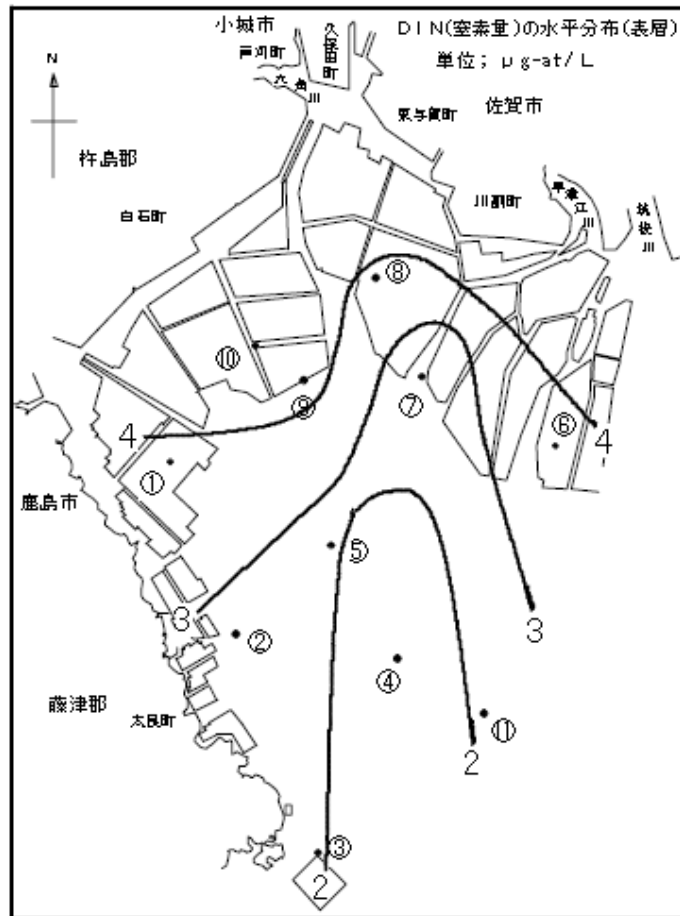 小城市
DIN(窒素量)の水平分布(表層)
芦刈町
久保田町
単位; μg-at/L
N
六角川
東与賀町
佐賀市
杵島郡
白石町
川副町
早津江川
筑後川
⑧
⑩
⑨
⑦
4
①
⑥
4
鹿島市
⑤
3
②
3
④
藤津郡
太良町
⑪
2
③
2